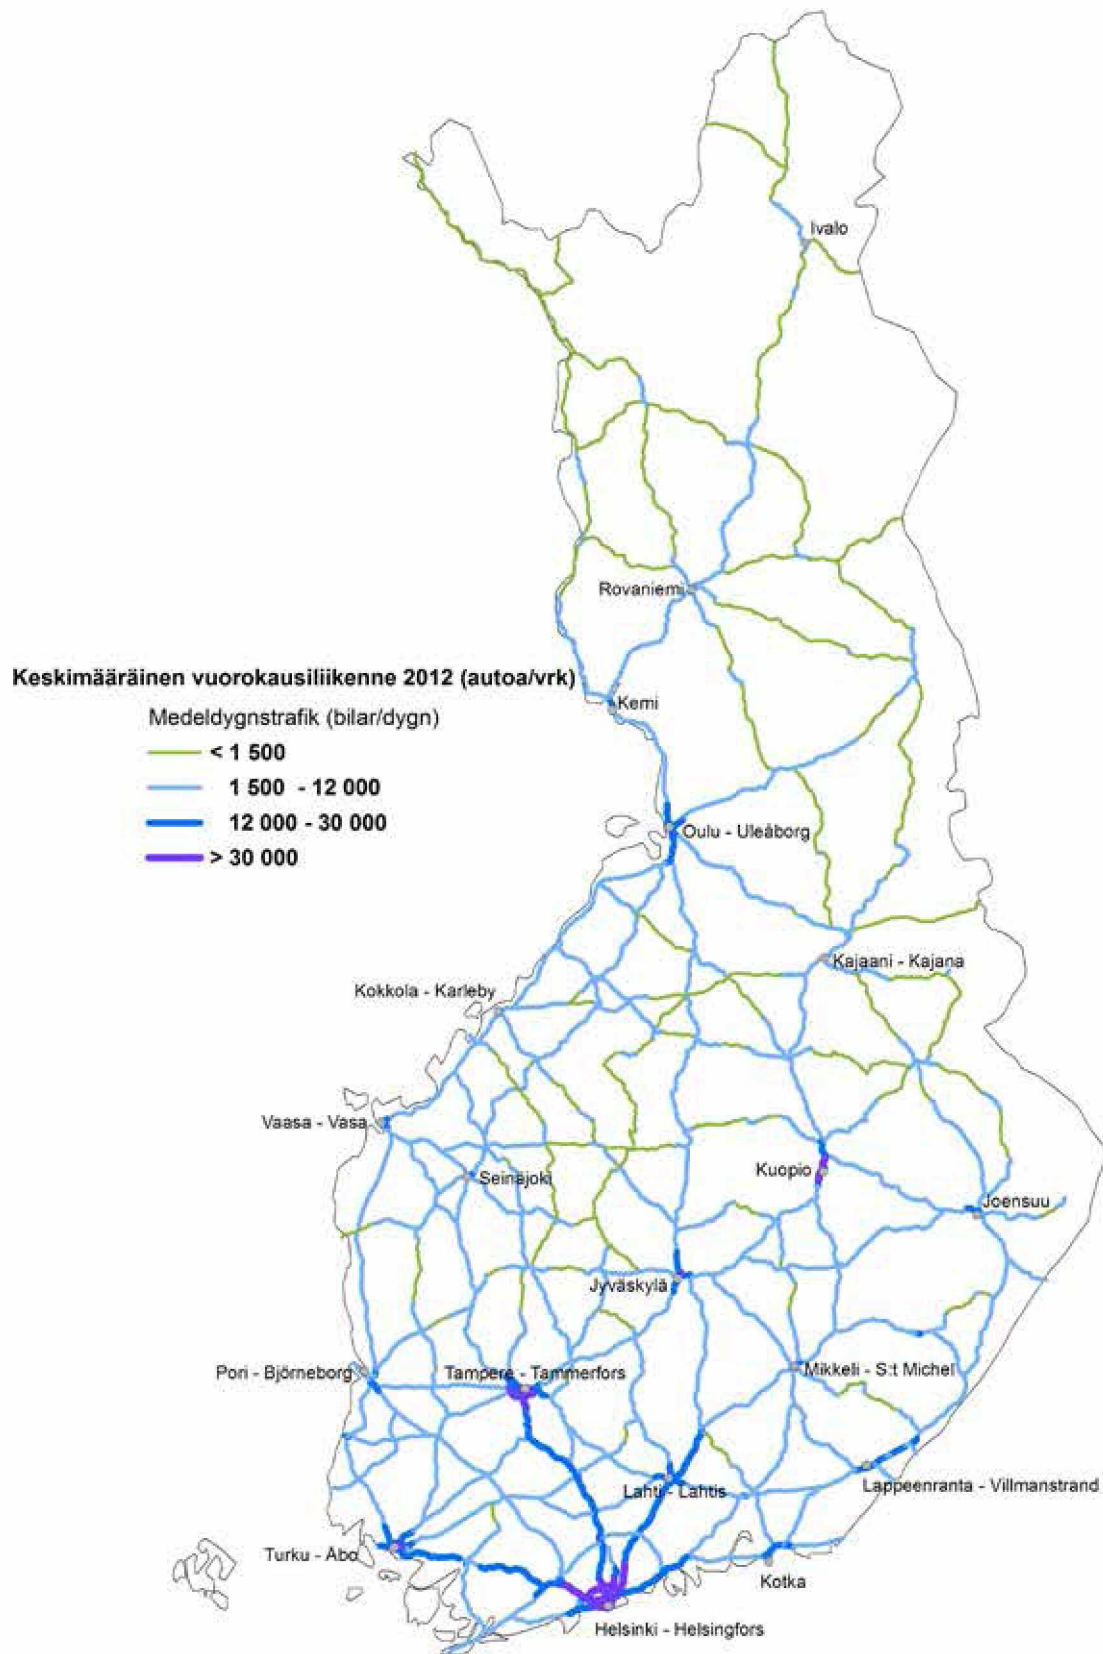 Ivalo
Rovaniemi
Keskimääräinen vuorokausiliikenne 2012 (autoa/vrk)
Medeldygnstrafik (bilar/dygn)
< 1 500
1 500 - 12 000
12 000 - 30 000
> 30 000
Kemi
Oulu - Uleåborg
Kajaani - Kajana
Kokkola - Karleby
Vaasa - Vasa
Seinäjoki
Kuopio
Joensuu
Jyväskylä
Pori - Björneborg
Tampere - Tammerfors
Mikkeli - S:t Michel
Lahti - Lahtis
Lappeenranta - Villmanstrand
Turku - Åbo
Kotka
Helsinki - Helsingfors